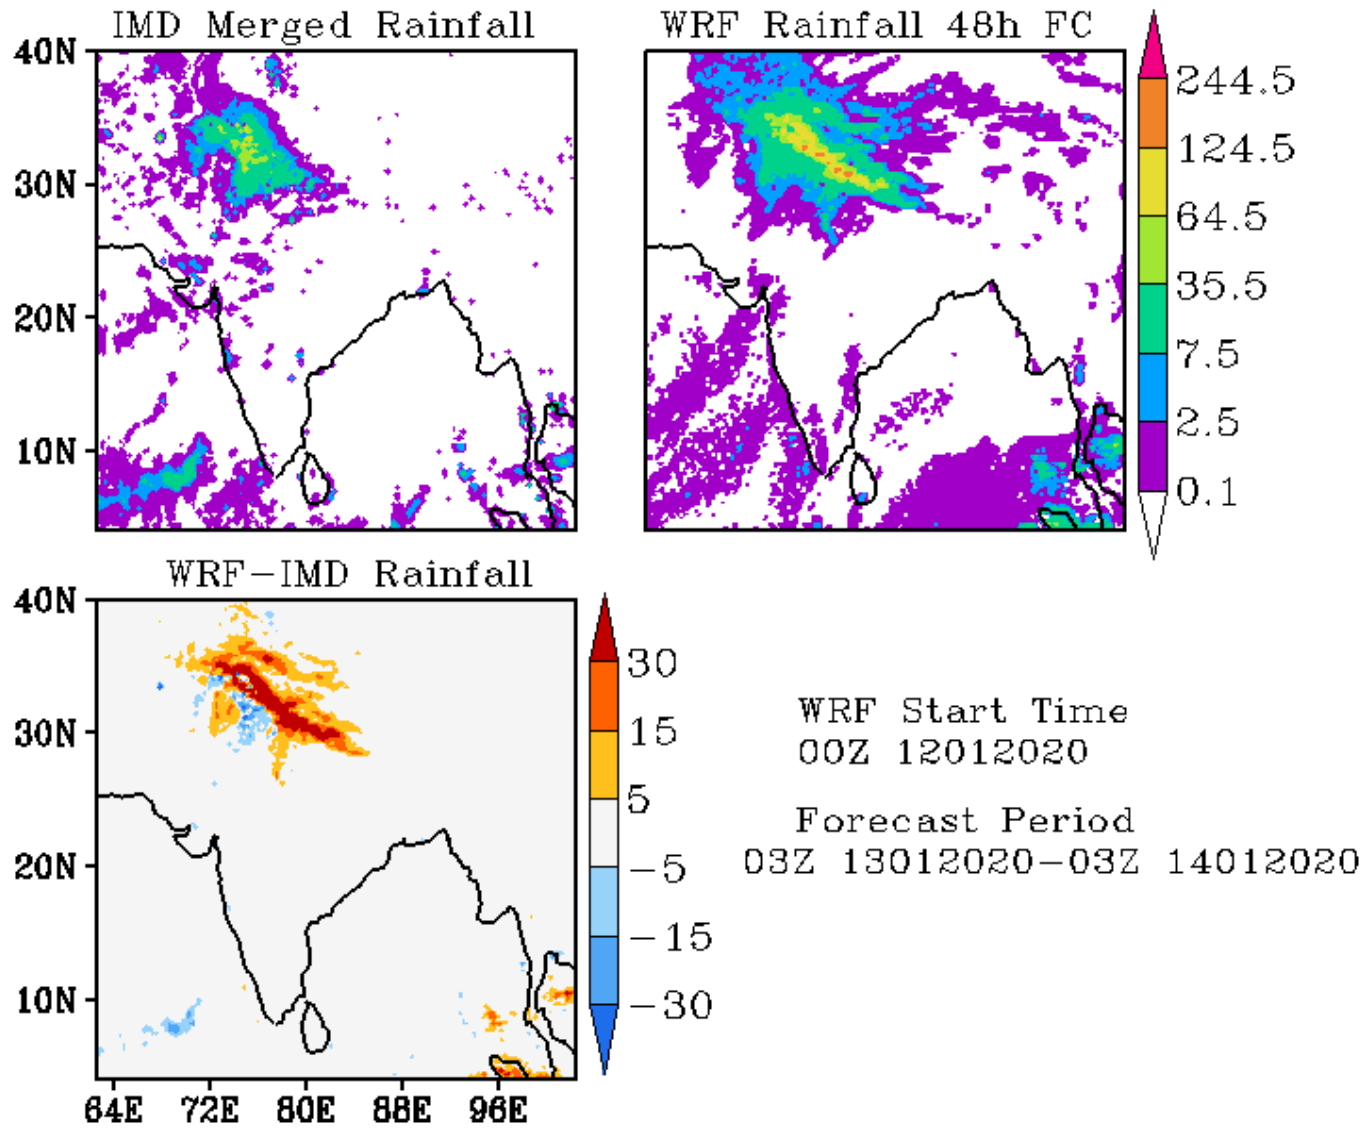 IMD Merged Rainfall
40N
30N
20N
10N
WRF Rainfall 48h FC
244.5
124.5
64.5
35.5
7.5
2.5
0.1
WRF-IMD Rainfall
40N
30N
20N
10N
64E 72E 80E 88E 96E
30
15
5
-5
-15
-30
WRF Start Time
00Z 12012020
Forecast Period
03Z 13012020-03Z 14012020